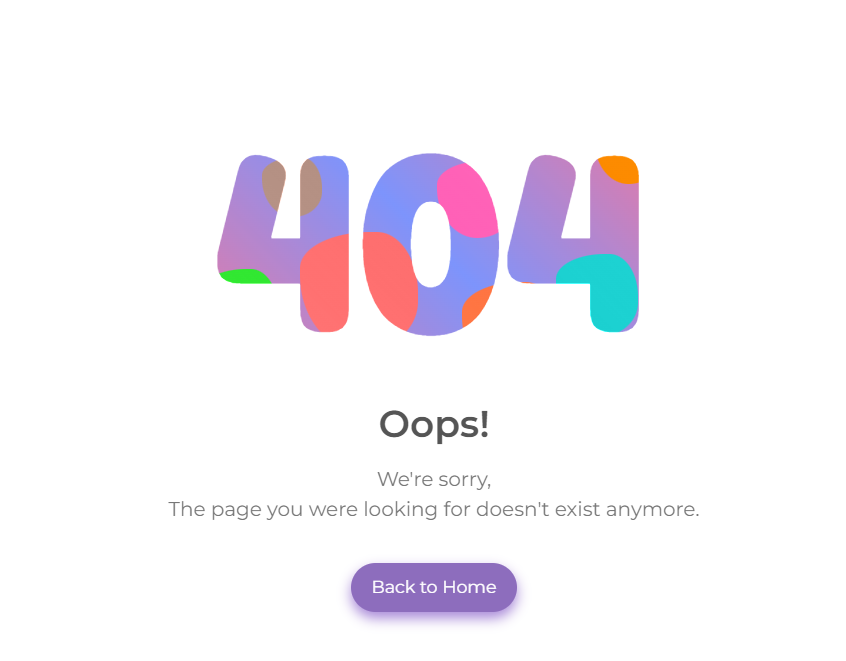 404
Oops!
We're sorry,
The page you were looking for doesn't exist anymore.
Back to Home